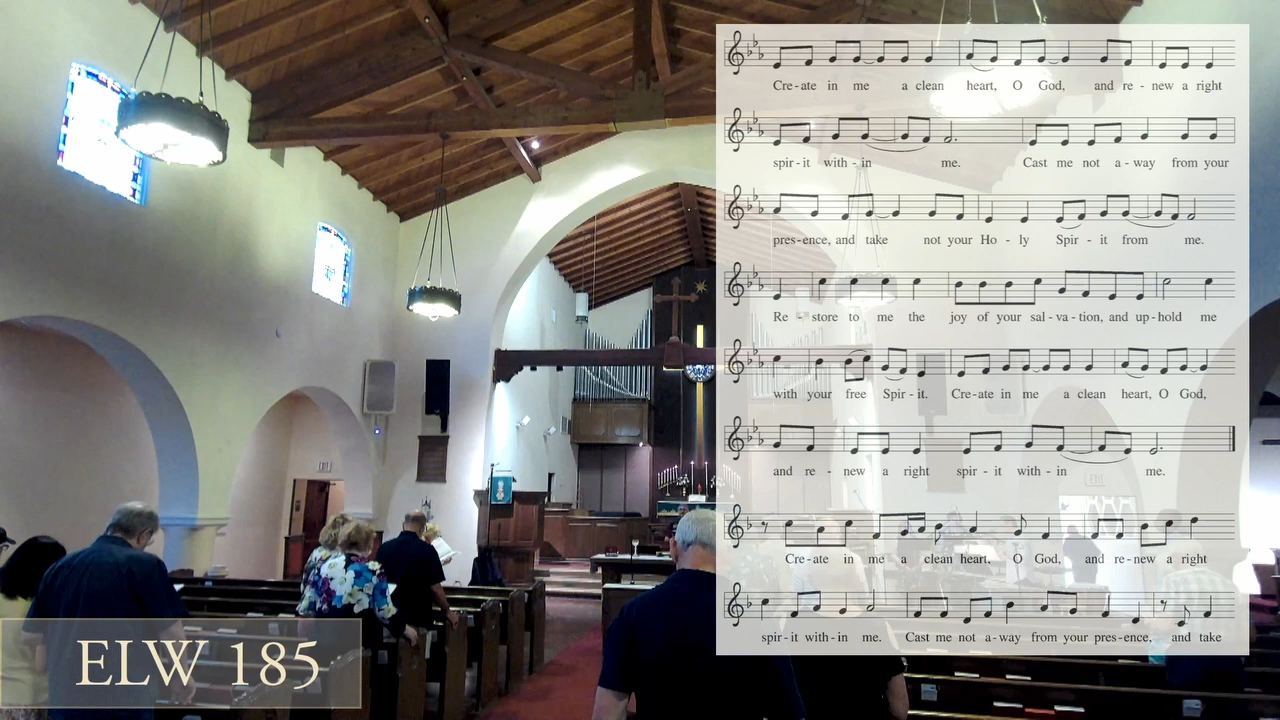 Cre-ate in me a clean heart, O God, and re - new a right
spir-it with - in me. Cast me not a - way from your
pres-ence, and take not your Ho - ly Spir - it from me.
Re - store to me the joy of your sal - va - tion, and up-hold me
with your free Spir - it. Cre-ate in me a clean heart, O God,
and re - new a right spir - it with - in me.
Cre-ate in me a clean heart, O God, and re-new a right
spir-it with-in me. Cast me not a-way from your pres-ence, and take
EXIT
EXIT
ELW 185